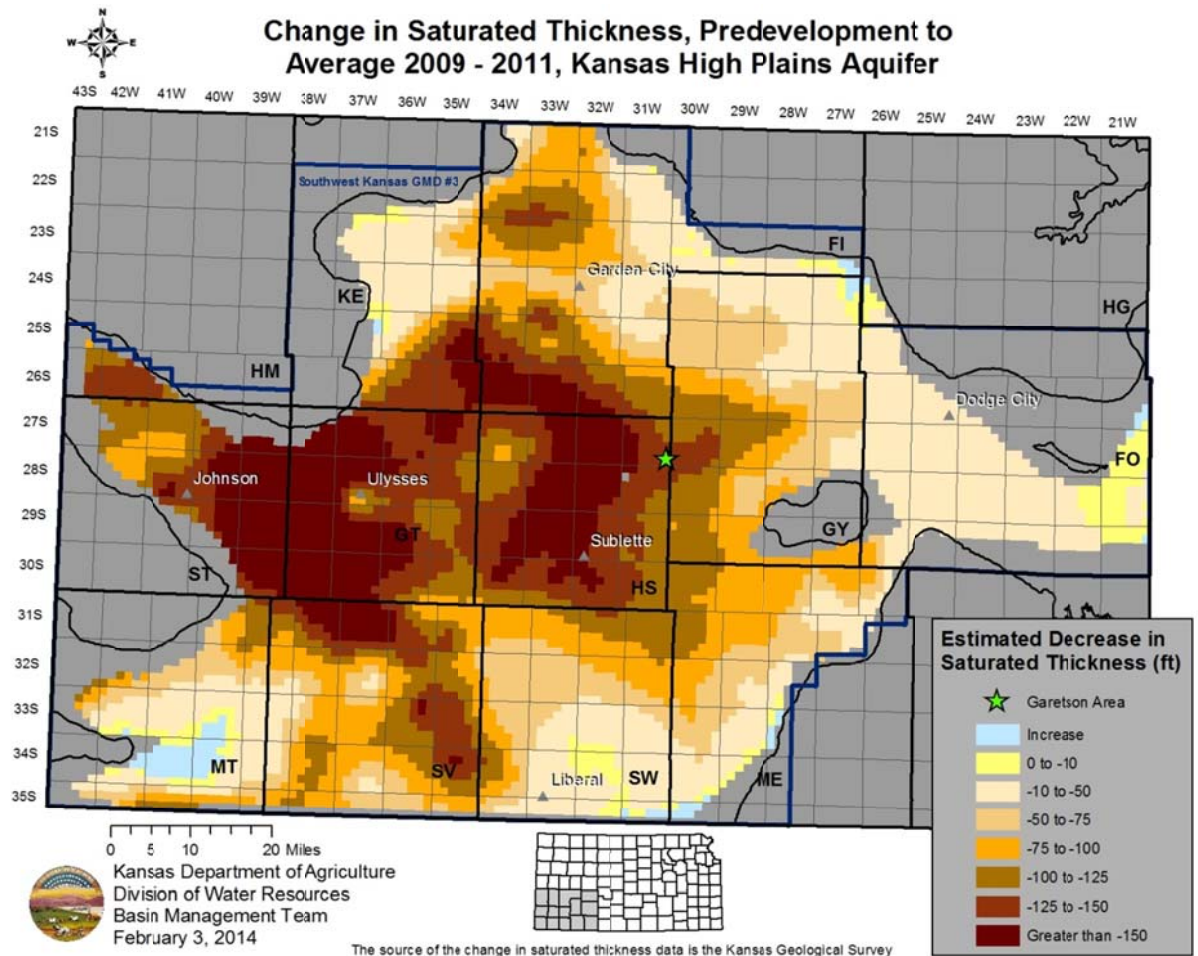 Change in Saturated Thickness, Predevelopment to
Average 2009 - 2011, Kansas High Plains Aquifer
N
W E
S
43S 42W 41W 40W 39W 38W 37W 36W 35W 34W 33W 32W 31W 30W 29W 28W 27W 26W 25W 24W 23W 22W 21W
21S
22S
Southwest Kansas GMD #3
23S
FI
24S
Garden City
KE
25S
HG
HM
26S
Dodge City
27S
28S
Johnson
Ulysses
FO
29S
GT
Sublette
GY
30S
ST
HS
31S
32S
33S
34S
MT
SV
Liberal
SW
ME
35S
Estimated Decrease in
Saturated Thickness (ft)
Garetson Area
Increase
0 to -10
-10 to -50
-50 to -75
-75 to -100
-100 to -125
-125 to -150
Greater than -150
0 5 10 20 Miles
Kansas Department of Agriculture
Division of Water Resources
Basin Management Team
February 3, 2014
The source of the change in saturated thickness data is the Kansas Geological Survey